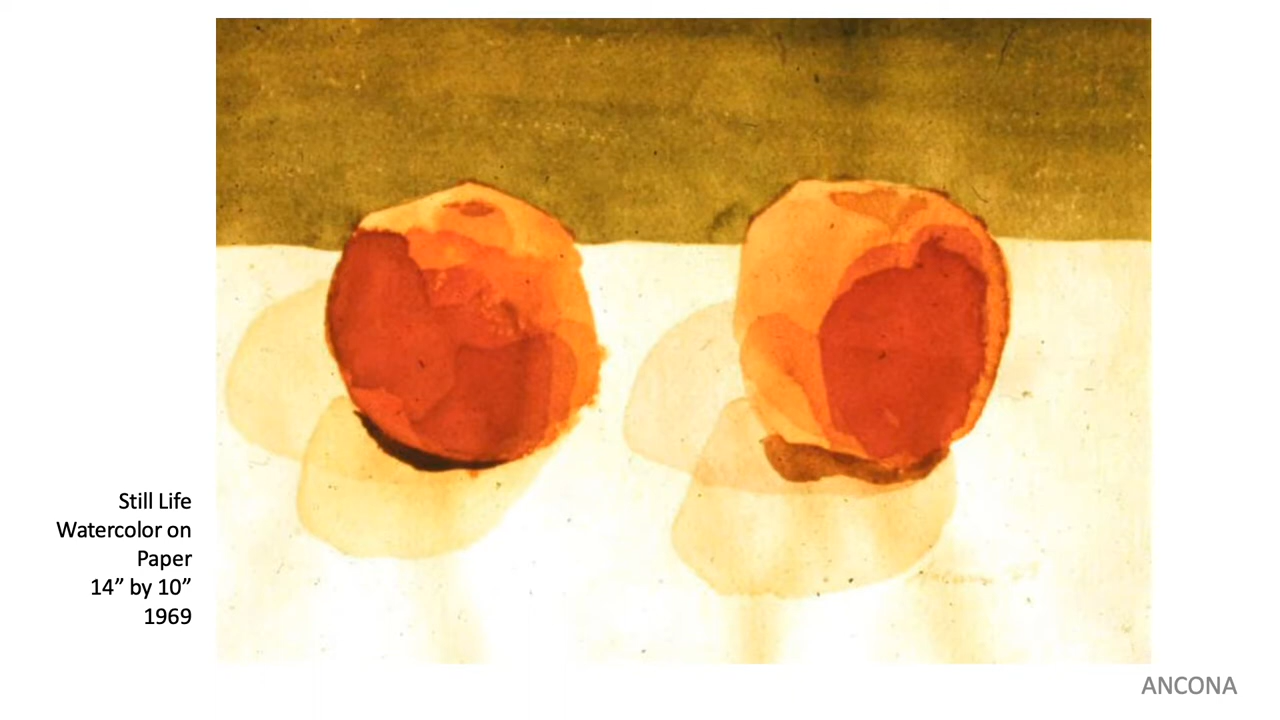 Still Life
Watercolor on
Paper
14” by 10”
1969
ANCONA